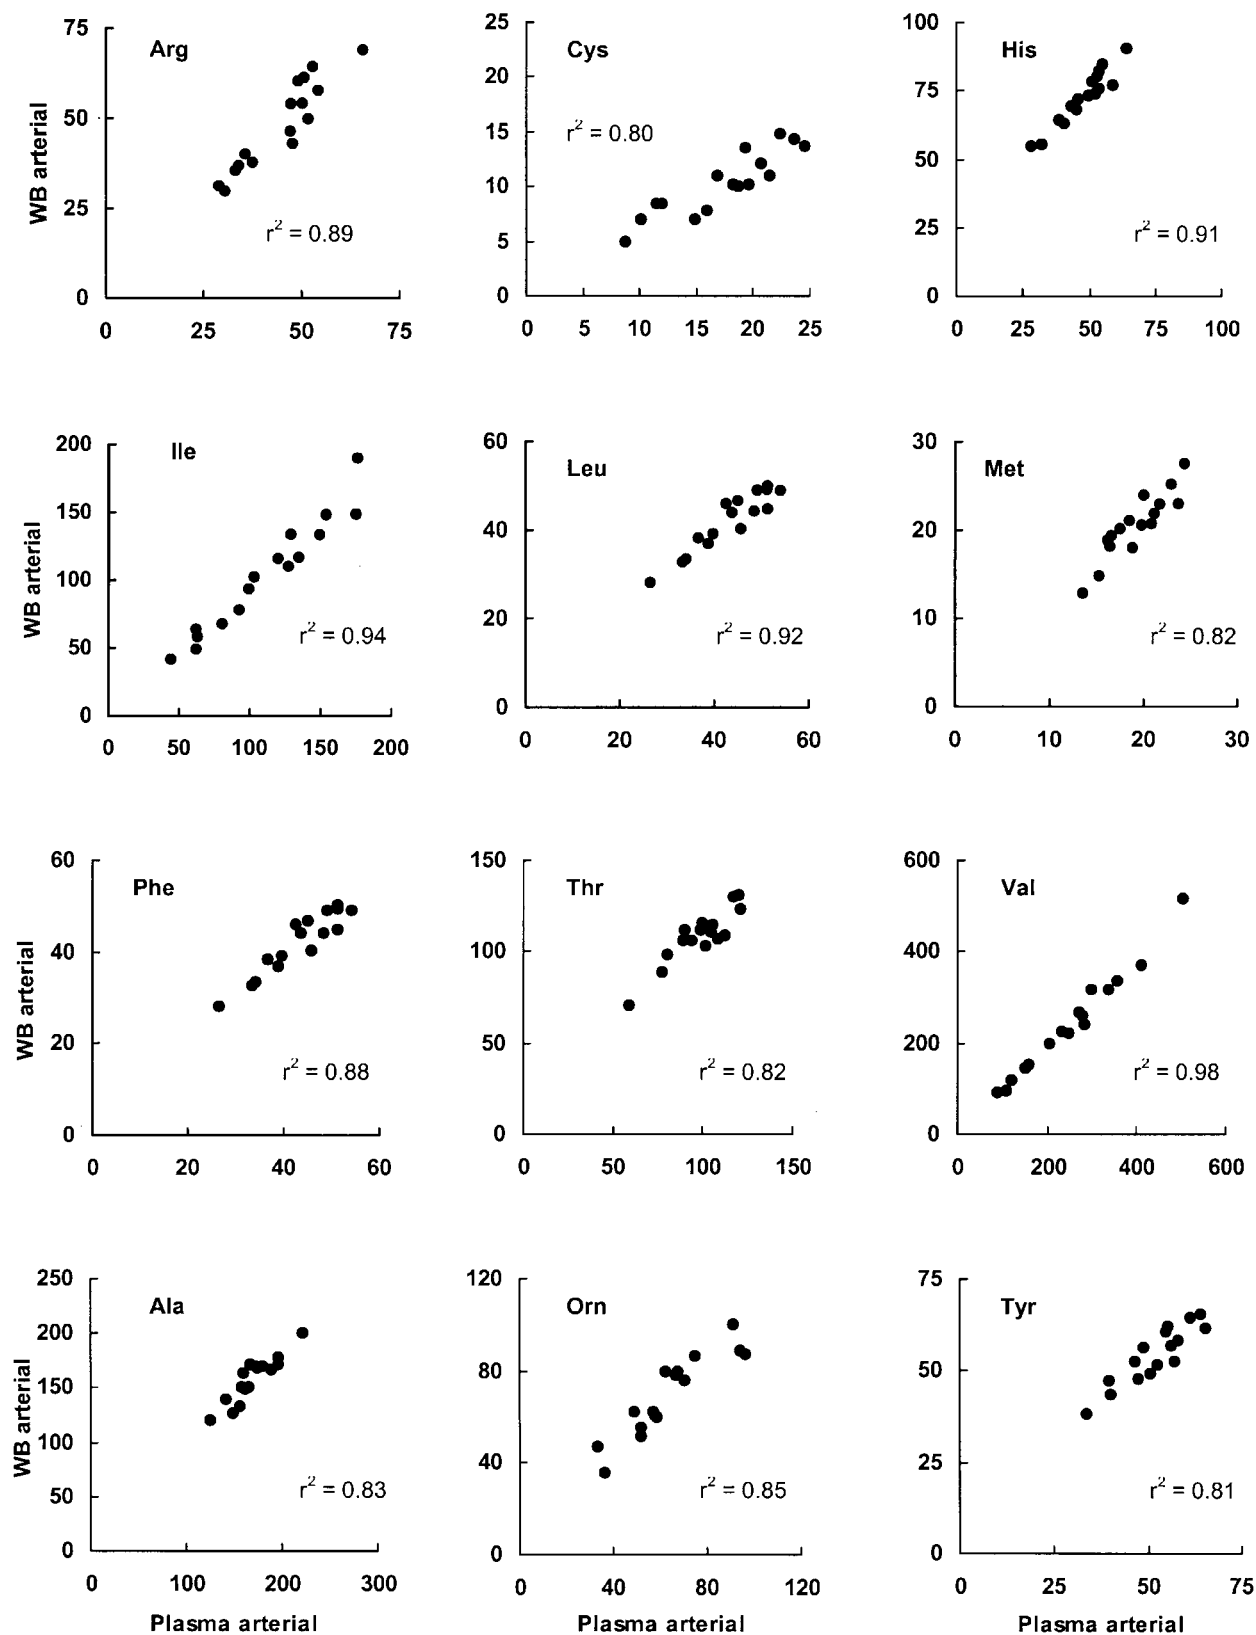 75
50
25
0
WB arterial
Arg
r² = 0.89
0 25 50 75
25
20
15
10
5
0
Cys
r² = 0.80
0 5 10 15 20 25
100
75
50
25
0
His
r² = 0.91
0 25 50 75 100
200
150
100
50
0
WB arterial
Ile
r² = 0.94
0 50 100 150 200
60
40
20
0
Leu
r² = 0.92
0 20 40 60
30
20
10
0
Met
r² = 0.82
0 10 20 30
60
40
20
0
WB arterial
Phe
r² = 0.88
0 20 40 60
150
100
50
0
Thr
r² = 0.82
0 50 100 150
600
400
200
0
Val
r² = 0.98
0 200 400 600
250
200
150
100
50
0
WB arterial
Ala
r² = 0.83
0 100 200 300
Plasma arterial
120
80
40
0
Orn
r² = 0.85
0 40 80 120
Plasma arterial
75
50
25
0
Tyr
r² = 0.81
0 25 50 75
Plasma arterial